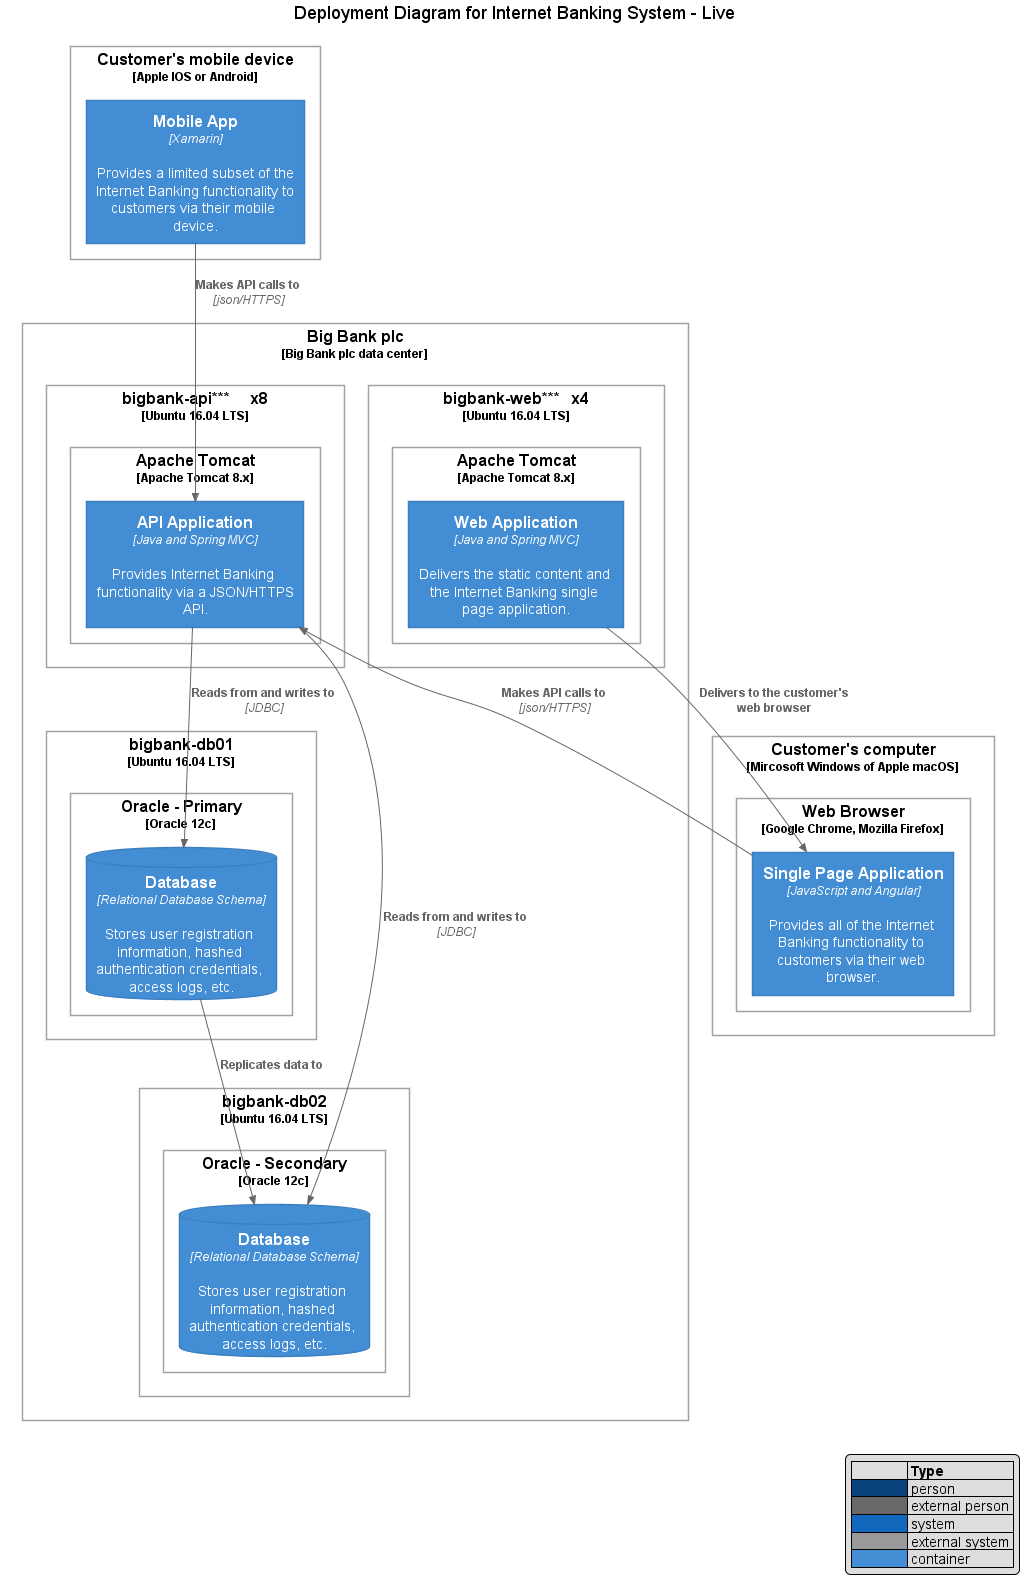 Deployment Diagram for Internet Banking System - Live
Customer's mobile device
[Apple IOS or Android]
Mobile App
[Xamarin]
Provides a limited subset of the
Internet Banking functionality to
customers via their mobile
device.
Makes API calls to
[json/HTTPS]
Big Bank plc
[Big Bank plc data center]
bigbank-api*** x8
[Ubuntu 16.04 LTS]
Apache Tomcat
[Apache Tomcat 8.x]
API Application
[Java and Spring MVC]
Provides Internet Banking
functionality via a JSON/HTTPS
API.
bigbank-web*** x4
[Ubuntu 16.04 LTS]
Apache Tomcat
[Apache Tomcat 8.x]
Web Application
[Java and Spring MVC]
Delivers the static content and
the Internet Banking single
page application.
Reads from and writes to
[JDBC]
Makes API calls to
[json/HTTPS]
Delivers to the customer's
web browser
bigbank-db01
[Ubuntu 16.04 LTS]
Oracle - Primary
[Oracle 12c]
Database
[Relational Database Schema]
Stores user registration
information, hashed
authentication credentials,
access logs, etc.
Reads from and writes to
[JDBC]
Customer's computer
[Mircosoft Windows of Apple macOS]
Web Browser
[Google Chrome, Mozilla Firefox]
Single Page Application
[JavaScript and Angular]
Provides all of the Internet
Banking functionality to
customers via their web
browser.
Replicates data to
bigbank-db02
[Ubuntu 16.04 LTS]
Oracle - Secondary
[Oracle 12c]
Database
[Relational Database Schema]
Stores user registration
information, hashed
authentication credentials,
access logs, etc.
Type
person
external person
system
external system
container